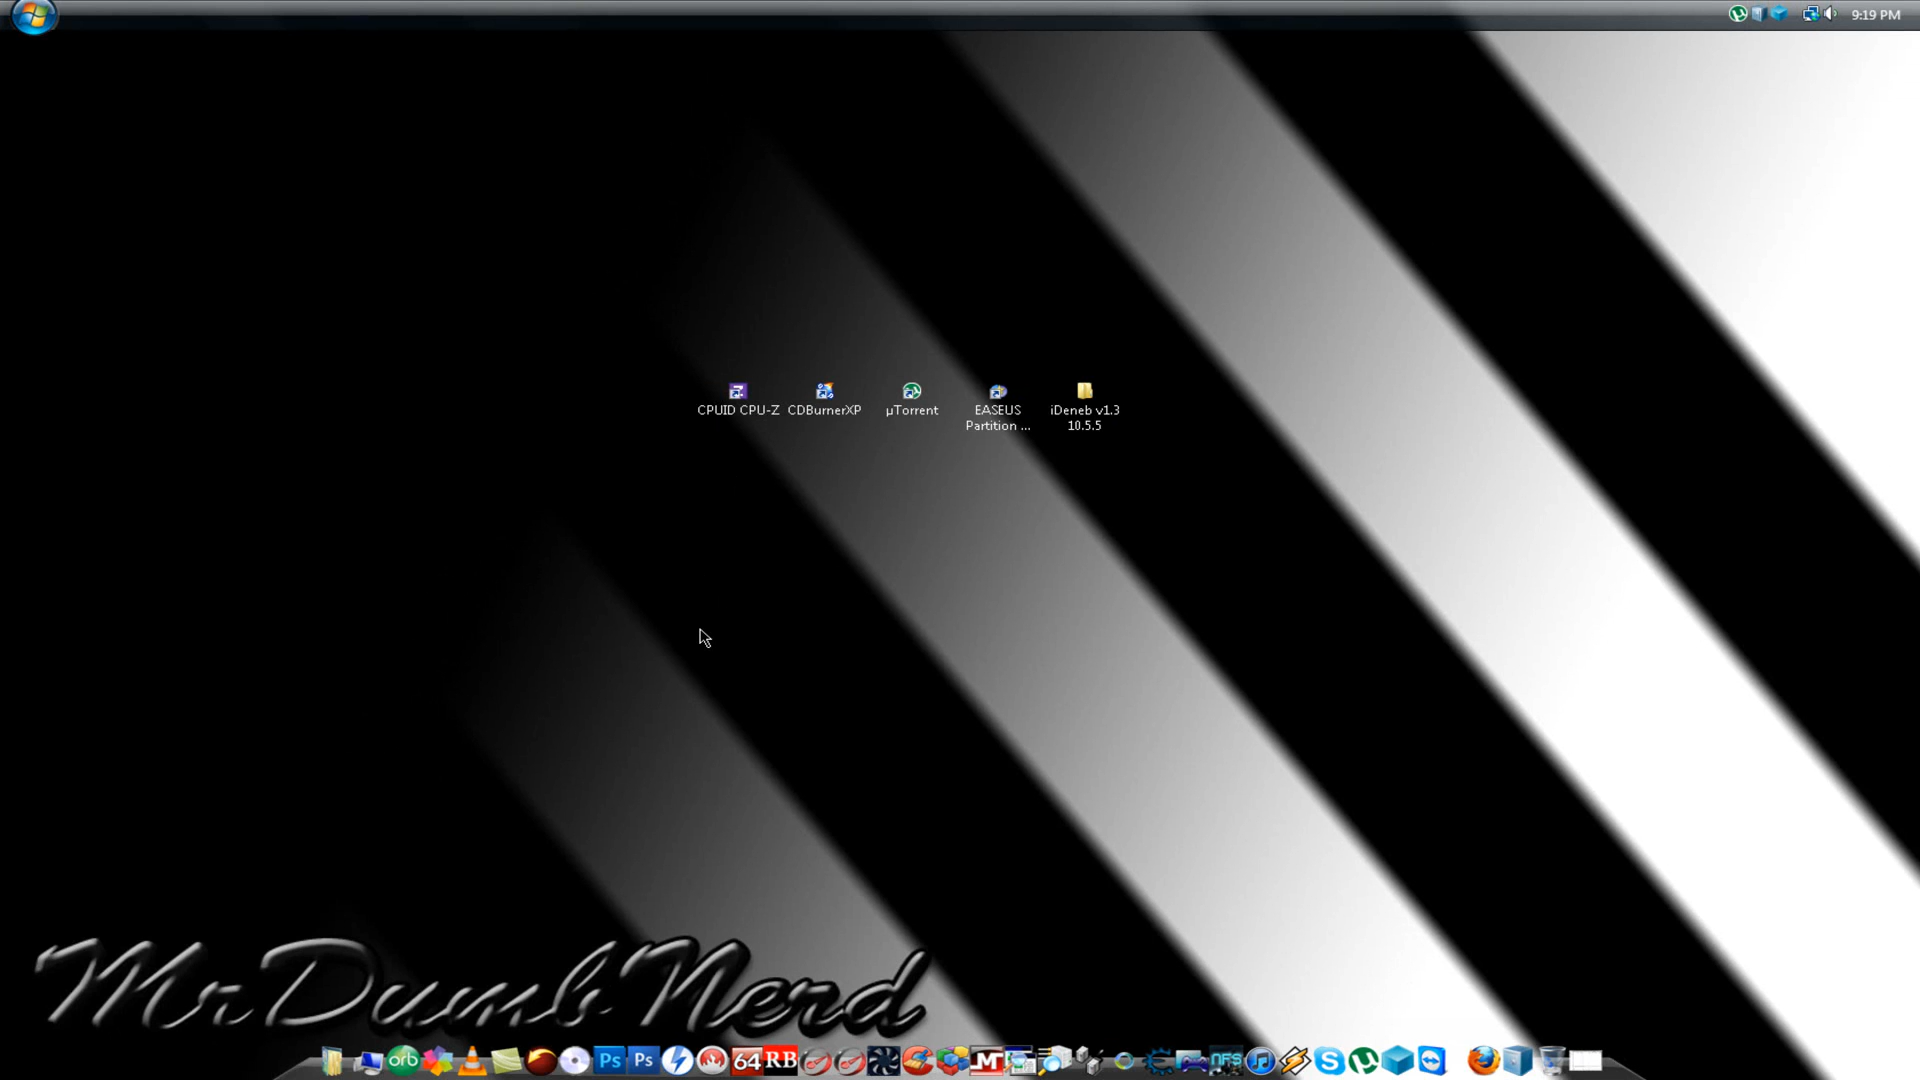 9:19 PM
CPUID CPU-Z
CDBurnerXP
µTorrent
EASEUS
Partition ...
iDeneb v1.3
10.5.5
MrDumbNerd
orb
Ps
Ps
64
RB
NFS